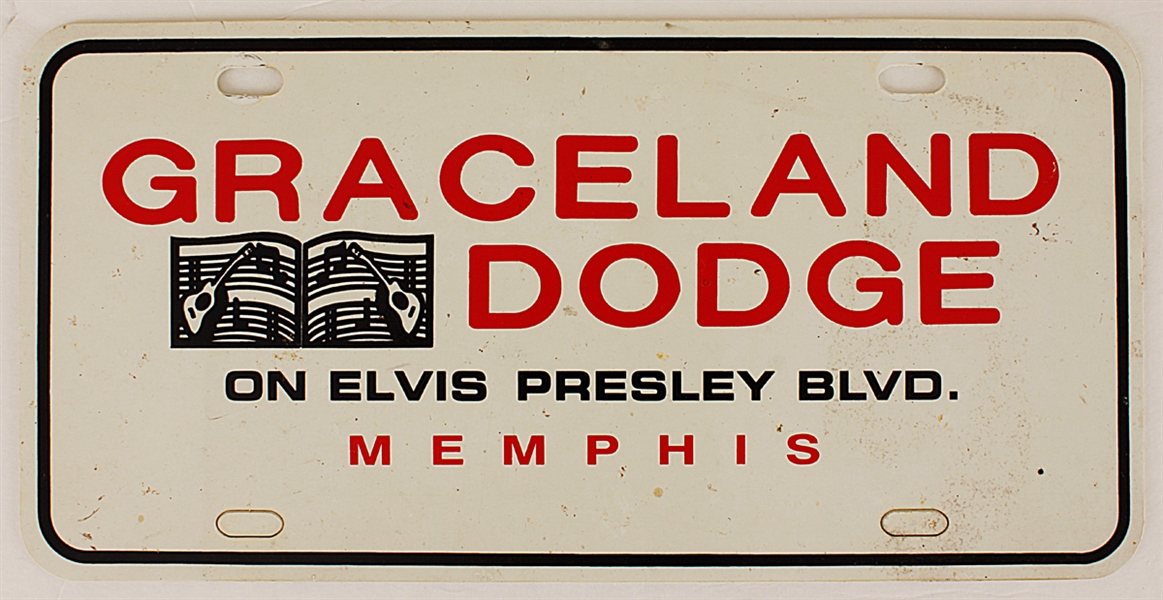 GRACELAND
DODGE
ON ELVIS PRESLEY BLVD.
MEMPHIS